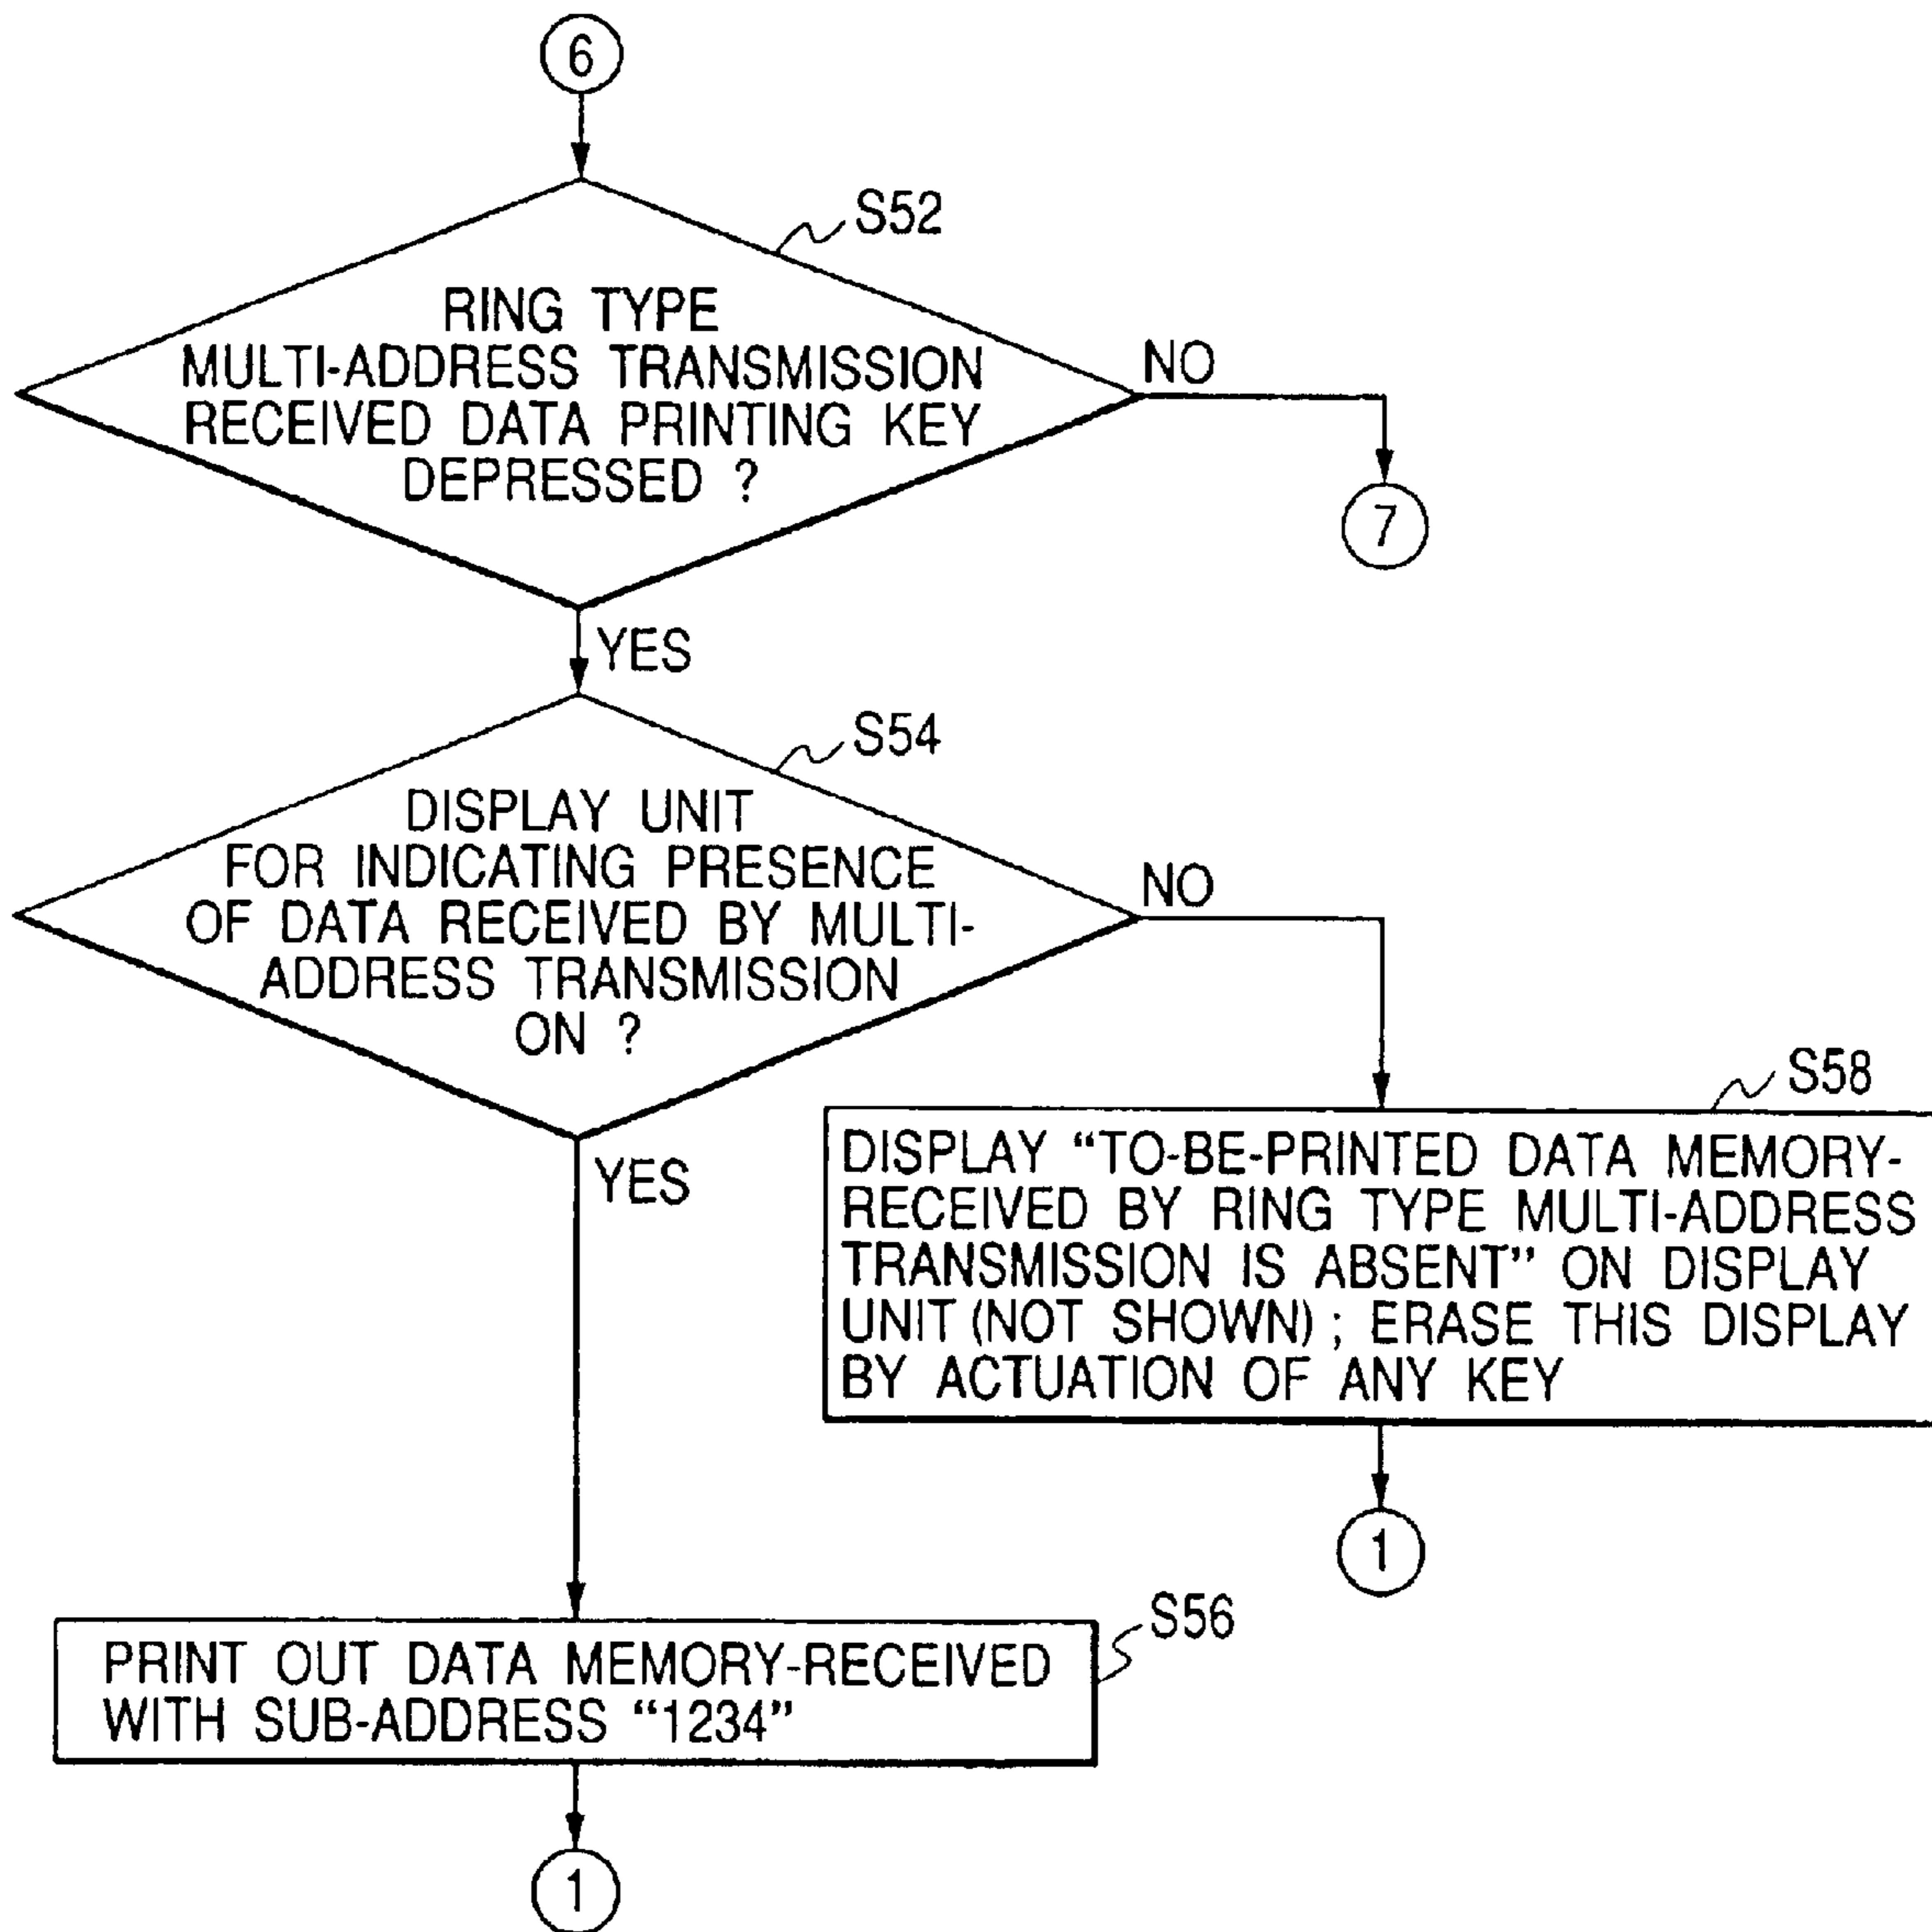 6
S52
RING TYPE
MULTI-ADDRESS TRANSMISSION
RECEIVED DATA PRINTING KEY
DEPRESSED ?
NO
7
YES
S54
DISPLAY UNIT
FOR INDICATING PRESENCE
OF DATA RECEIVED BY MULTI-
ADDRESS TRANSMISSION
ON ?
NO
YES
S58
DISPLAY “TO-BE-PRINTED DATA MEMORY-
RECEIVED BY RING TYPE MULTI-ADDRESS
TRANSMISSION IS ABSENT” ON DISPLAY
UNIT (NOT SHOWN) ; ERASE THIS DISPLAY
BY ACTUATION OF ANY KEY
1
S56
PRINT OUT DATA MEMORY-RECEIVED
WITH SUB-ADDRESS “1234”
1